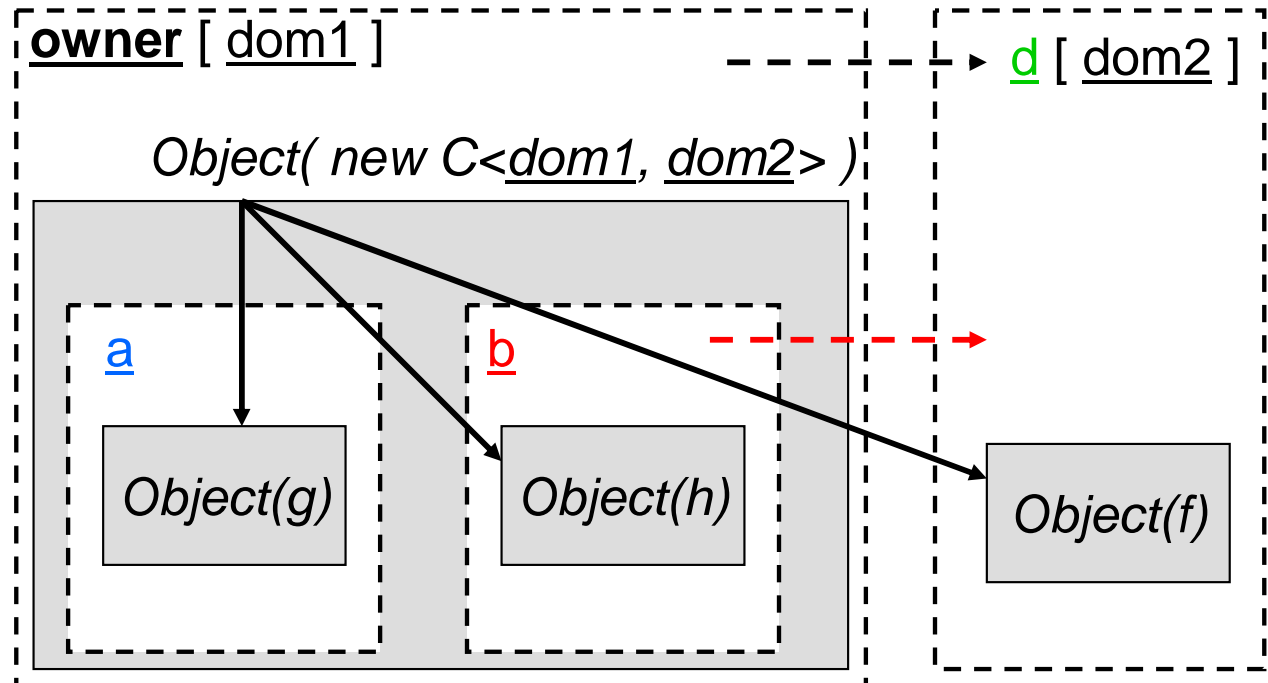 owner [ dom1 ]
d [ dom2 ]
Object( new C<dom1, dom2> )
a
b
Object(g)
Object(h)
Object(f)